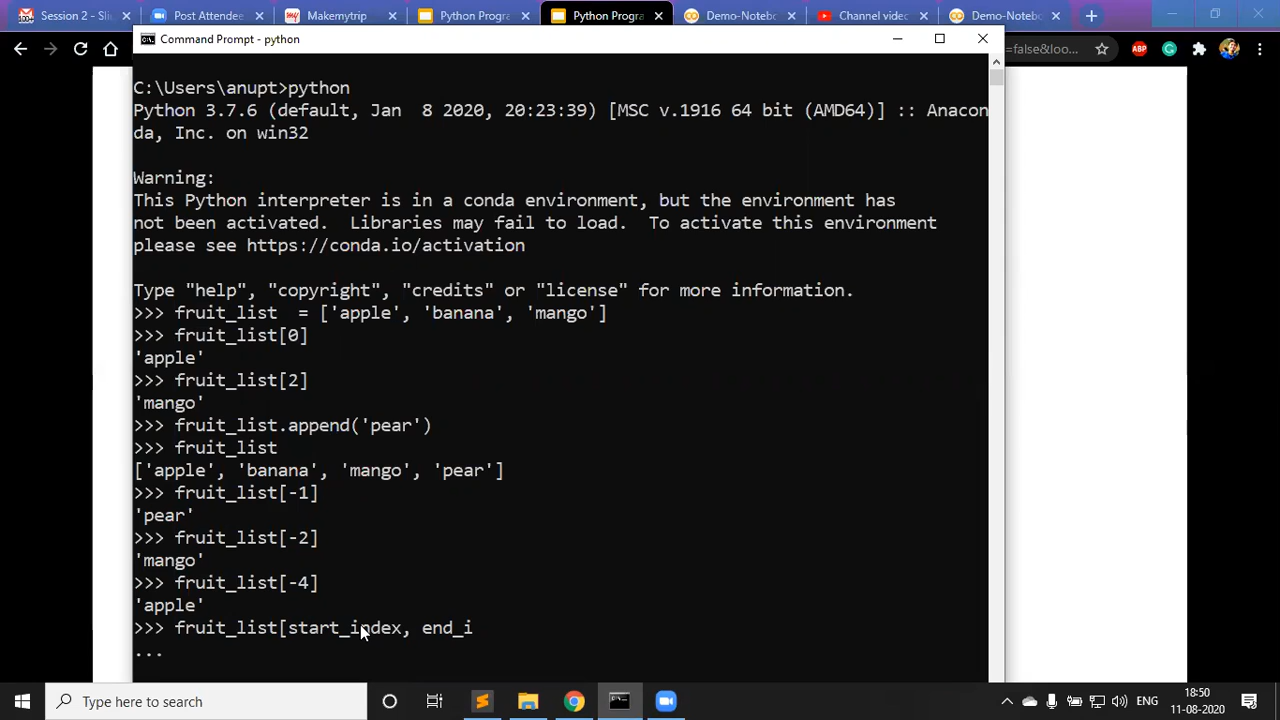 Session 2 - Sli
Post Attendee
Makemytrip
Python Progra
Python Progra
Demo-Noteb
Channel video
Demo-Noteb
Command Prompt - python
=false&loo...
C:\Users\anupt>python
Python 3.7.6 (default, Jan  8 2020, 20:23:39) [MSC v.1916 64 bit (AMD64)] :: Anacon
da, Inc. on win32
Warning:
This Python interpreter is in a conda environment, but the environment has
not been activated.  Libraries may fail to load.  To activate this environment
please see https://conda.io/activation
Type "help", "copyright", "credits" or "license" for more information.
>>> fruit_list  = ['apple', 'banana', 'mango']
>>> fruit_list[0]
'apple'
>>> fruit_list[2]
'mango'
>>> fruit_list.append('pear')
>>> fruit_list
['apple', 'banana', 'mango', 'pear']
>>> fruit_list[-1]
'pear'
>>> fruit_list[-2]
'mango'
>>> fruit_list[-4]
'apple'
>>> fruit_list[start_index, end_i
...
Type here to search
ENG
18:50
11-08-2020